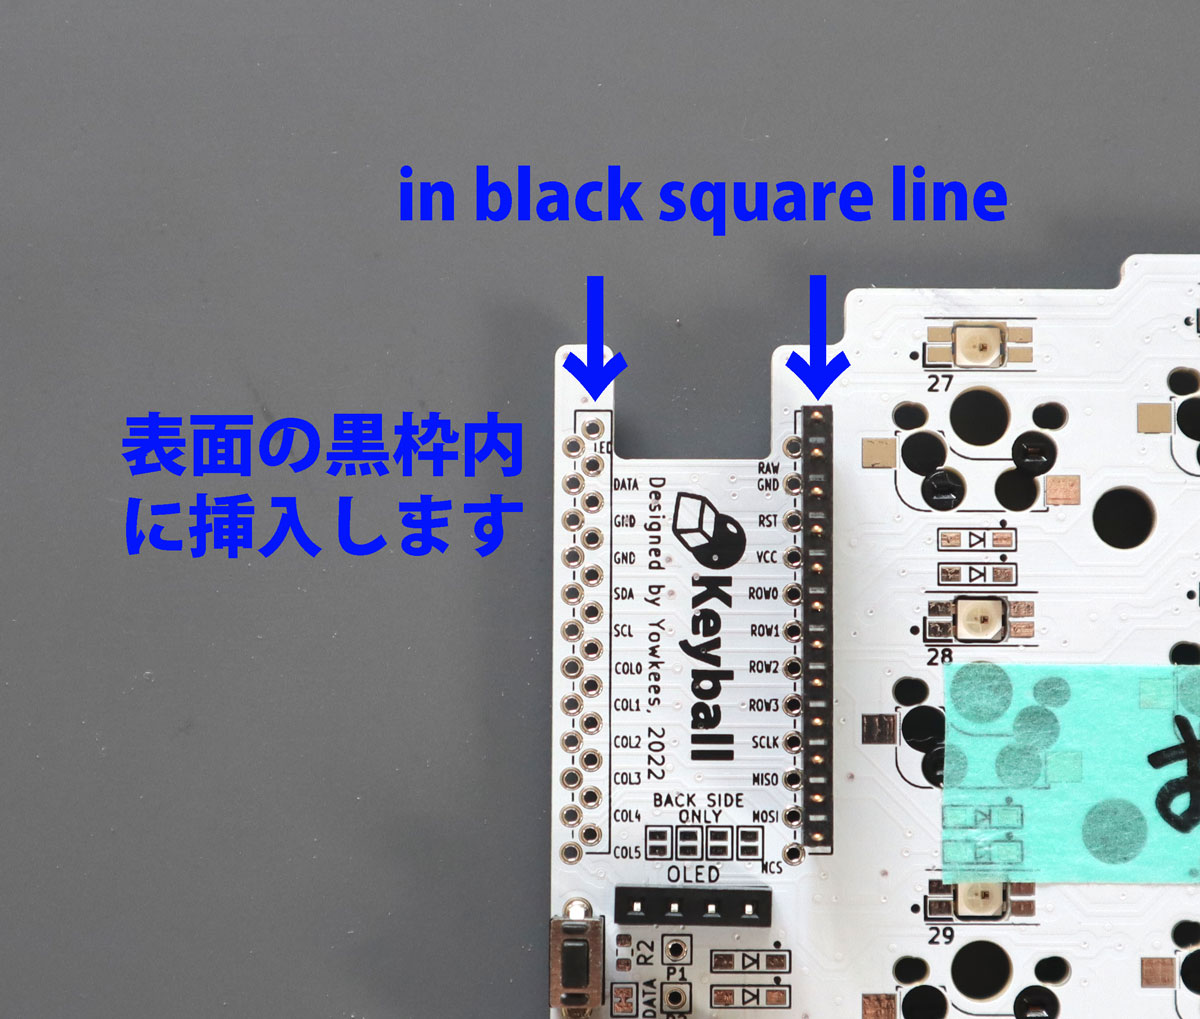 in black square line
表面の黒枠内
に挿入します
27
LED
RAW
DATA
GND
GND
RST
GND
VCC
SDA
ROW0
SCL
ROW1
COL0
ROW2
COL1
ROW3
COL2
SCLK
COL3
MISO
COL4
MOSI
COL5
MCS
Designed by Yowkees, 2022
Keyball
28
BACK SIDE
ONLY
OLED
29
R2
P1
DATA